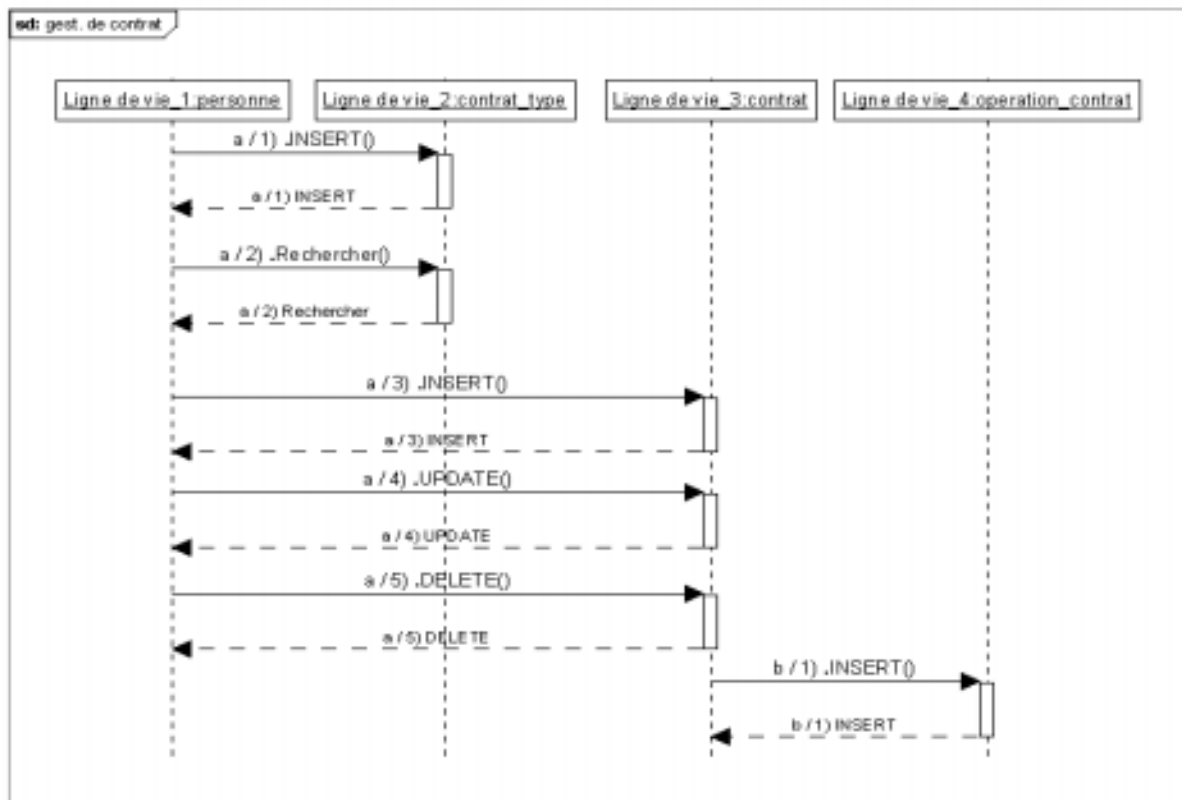 sd: gest. de contrat
Ligne de vie_1:personne
Ligne de vie_2:contrat_type
Ligne de vie_3:contrat
Ligne de vie_4:operation_contrat
a / 1) .INSERT()
a / 1) INSERT
a / 2) .Rechercher()
a / 2) Rechercher
a / 3) .INSERT()
a / 3) INSERT
a / 4) .UPDATE()
a / 4) UPDATE
a / 5) .DELETE()
a / 5) DELETE
b / 1) .INSERT()
b / 1) INSERT